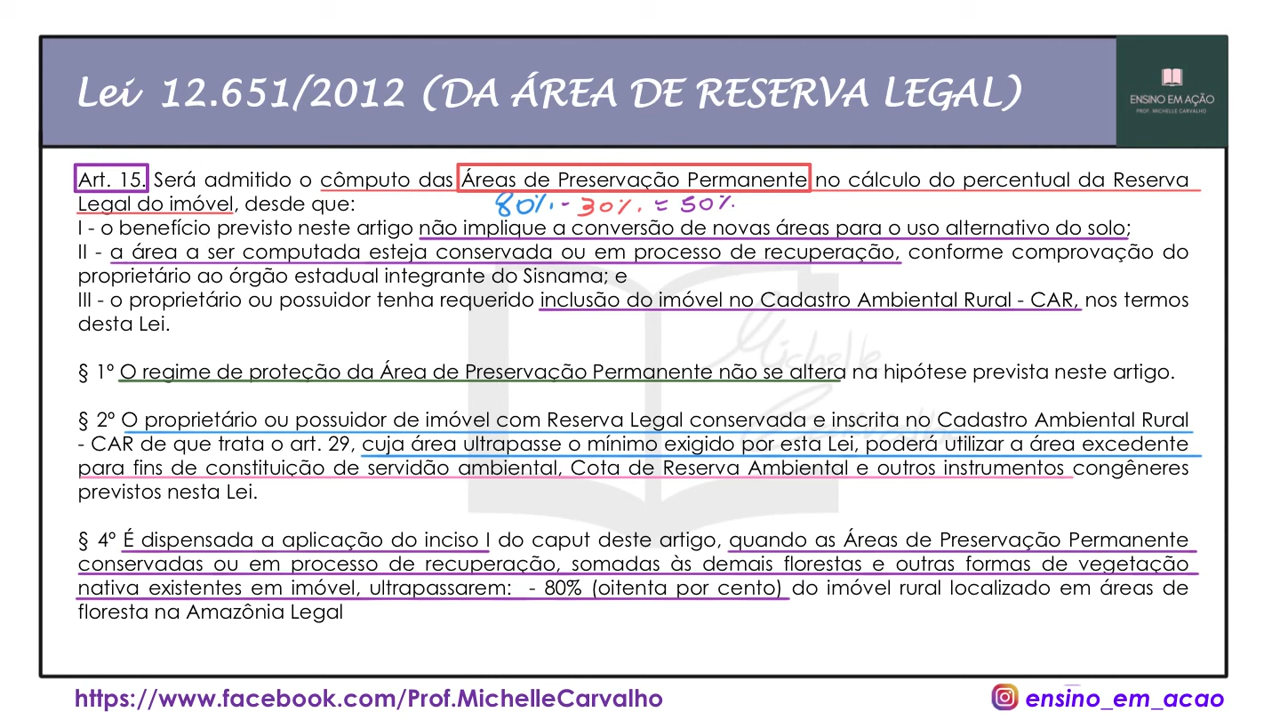 Lei 12.651/2012 (DA ÁREA DE RESERVA LEGAL)
ENSINO EM AÇÃO
PROF. MICHELLE CARVALHO
Art. 15. Será admitido o cômputo das Áreas de Preservação Permanente no cálculo do percentual da Reserva
Legal do imóvel, desde que:
80% - 30% = 50%
I - o benefício previsto neste artigo não implique a conversão de novas áreas para o uso alternativo do solo;
II - a área a ser computada esteja conservada ou em processo de recuperação, conforme comprovação do
proprietário ao órgão estadual integrante do Sisnama; e
III - o proprietário ou possuidor tenha requerido inclusão do imóvel no Cadastro Ambiental Rural - CAR, nos termos
desta Lei.
§ 1º O regime de proteção da Área de Preservação Permanente não se altera na hipótese prevista neste artigo.
§ 2º O proprietário ou possuidor de imóvel com Reserva Legal conservada e inscrita no Cadastro Ambiental Rural
- CAR de que trata o art. 29, cuja área ultrapasse o mínimo exigido por esta Lei, poderá utilizar a área excedente
para fins de constituição de servidão ambiental, Cota de Reserva Ambiental e outros instrumentos congêneres
previstos nesta Lei.
§ 4º É dispensada a aplicação do inciso I do caput deste artigo, quando as Áreas de Preservação Permanente
conservadas ou em processo de recuperação, somadas às demais florestas e outras formas de vegetação
nativa existentes em imóvel, ultrapassarem: - 80% (oitenta por cento) do imóvel rural localizado em áreas de
floresta na Amazônia Legal
Michelle
https://www.facebook.com/Prof.MichelleCarvalho
ensino_em_acao